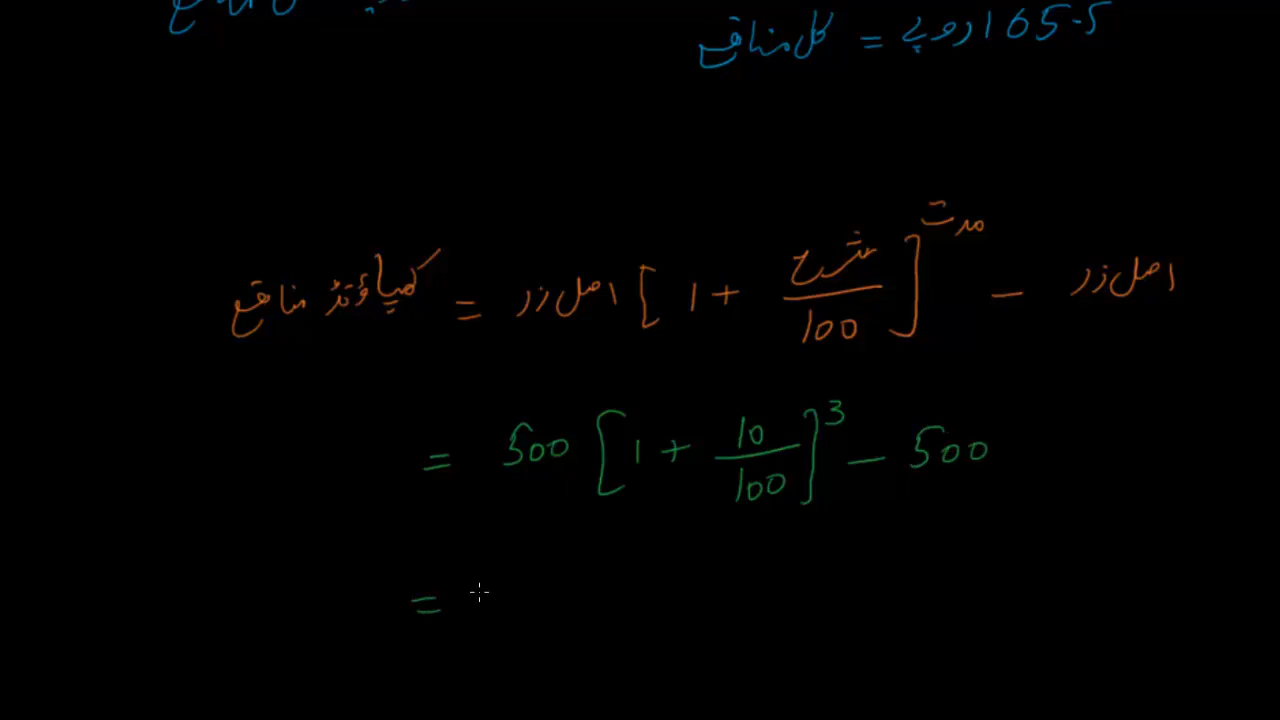 کل منافع = 165.5 روپے
کمپاؤنڈ منافع = اصل زر [1 + شرح/100]^مدت − اصل زر
= 500 [1 + 10/100]^3 − 500
=